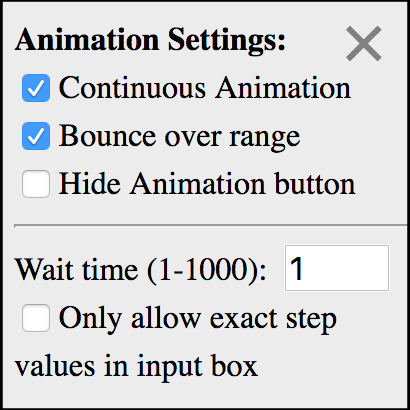 Animation Settings:
Continuous Animation
Bounce over range
Hide Animation button
Wait time (1-1000): 1
Only allow exact step
values in input box